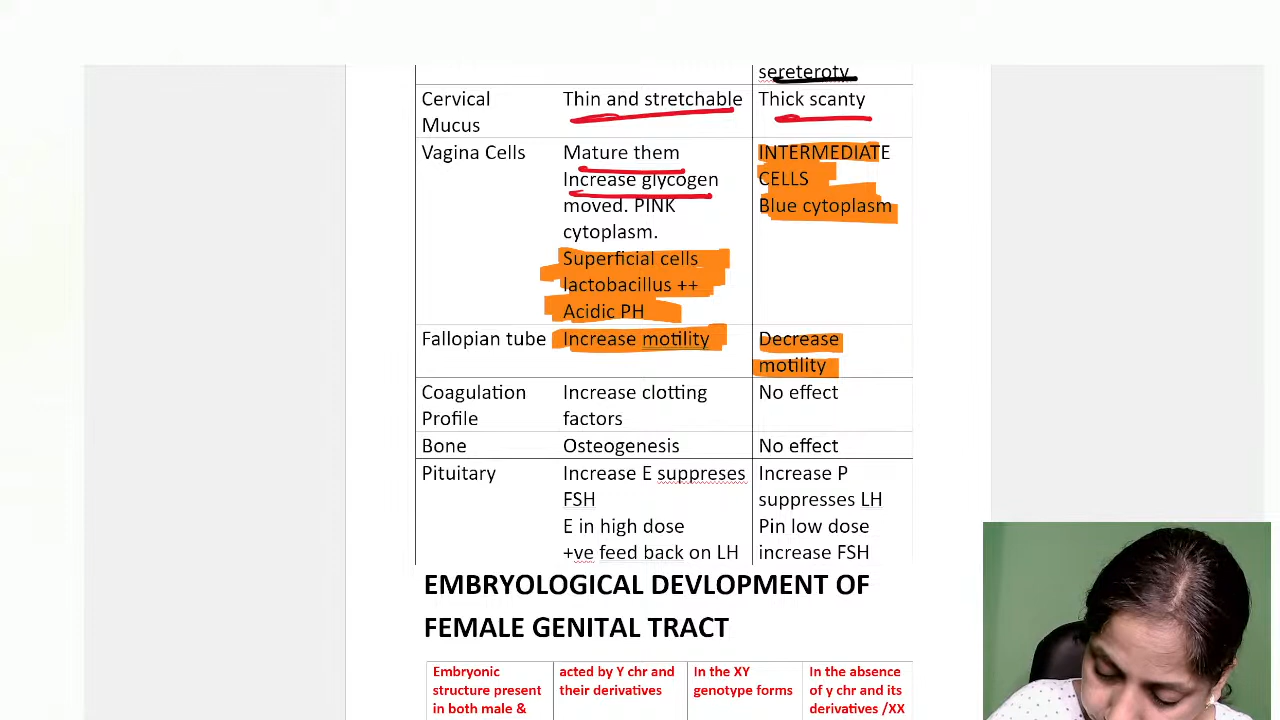 sereteroty
Cervical Thin and stretchable Thick scanty
Mucus
Vagina Cells Mature them INTERMEDIATE
Increase glycogen CELLS
moved. PINK Blue cytoplasm
cytoplasm.
Superficial cells
lactobacillus ++
Acidic PH
Fallopian tube Increase motility Decrease
motility
Coagulation Increase clotting No effect
Profile factors
Bone Osteogenesis No effect
Pituitary Increase E suppreses Increase P
FSH suppresses LH
E in high dose Pin low dose
+ve feed back on LH increase FSH
EMBRYOLOGICAL DEVLOPMENT OF
FEMALE GENITAL TRACT
Embryonic acted by Y chr and In the XY In the absence
structure present their derivatives genotype forms of y chr and its
in both male & derivatives /XX